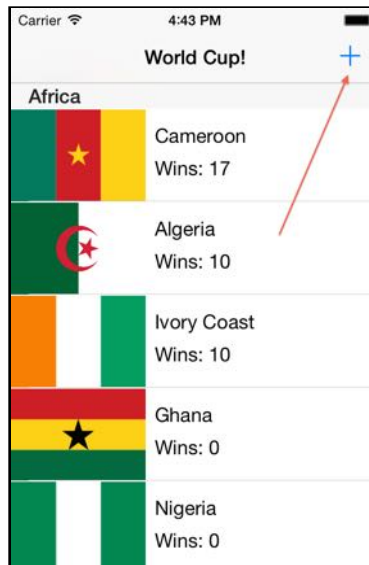 Carrier 4:43 PM
World Cup! +
Africa
Cameroon
Wins: 17
Algeria
Wins: 10
Ivory Coast
Wins: 10
Ghana
Wins: 0
Nigeria
Wins: 0